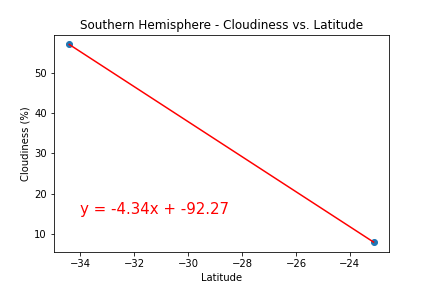 Southern Hemisphere - Cloudiness vs. Latitude
Cloudiness (%)
50
40
30
20
10
y = -4.34x + -92.27
−34 −32 −30 −28 −26 −24
Latitude